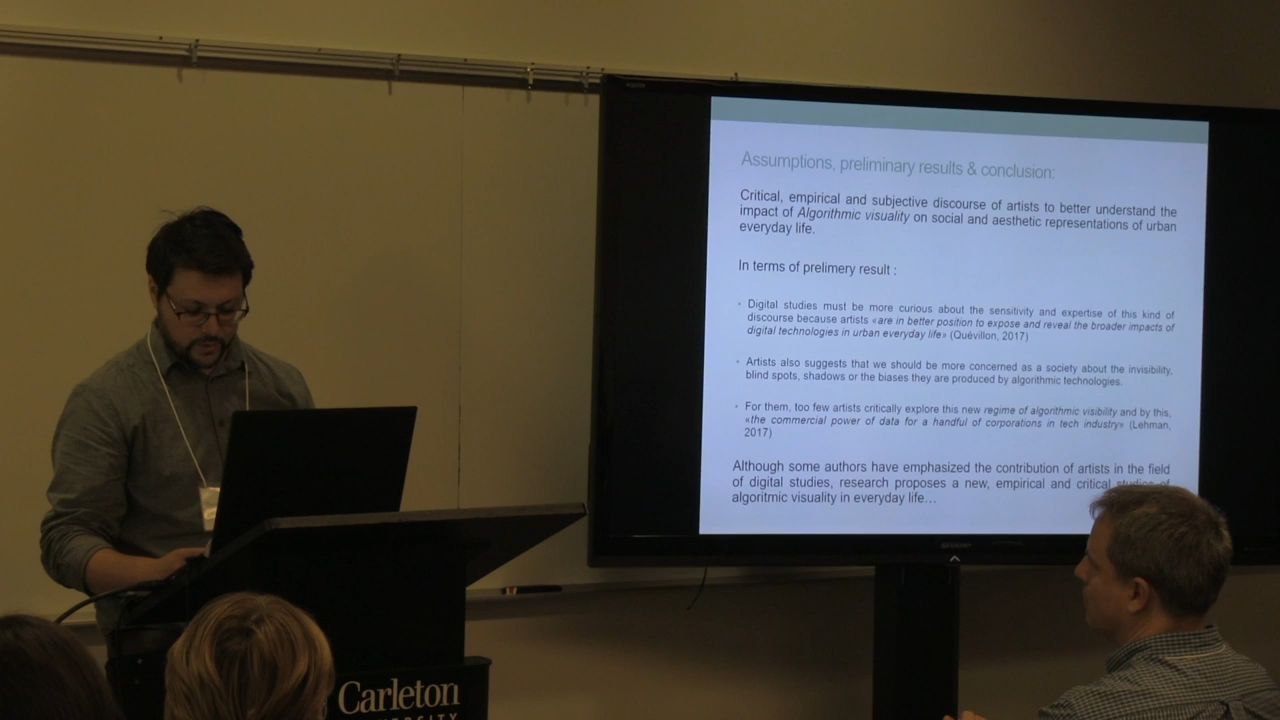 Assumptions, preliminary results & conclusion:
Critical, empirical and subjective discourse of artists to better understand the
impact of Algorithmic visuality on social and aesthetic representations of urban
everyday life.
In terms of prelimery result :
• Digital studies must be more curious about the sensitivity and expertise of this kind of
discourse because artists «are in better position to expose and reveal the broader impacts of
digital technologies in urban everyday life» (Quévillon, 2017)
• Artists also suggests that we should be more concerned as a society about the invisibility,
blind spots, shadows or the biases they are produced by algorithmic technologies.
• For them, too few artists critically explore this new regime of algorithmic visibility and by this,
«the commercial power of data for a handful of corporations in tech industry» (Lehman,
2017)
Although some authors have emphasized the contribution of artists in the field
of digital studies, research proposes a new, empirical and critical studies of
algoritmic visuality in everyday life…
SHARP
Carleton